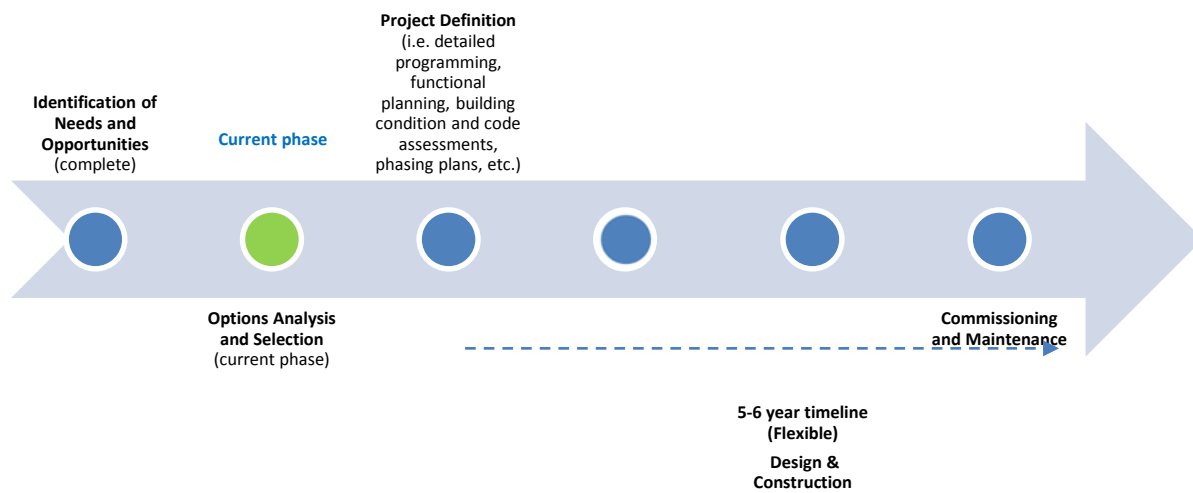 Project Definition
(i.e. detailed
programming,
functional
planning, building
condition and code
assessments,
phasing plans, etc.)
Identification of
Needs and
Opportunities
(complete)
Current phase
Options Analysis
and Selection
(current phase)
Commissioning
and Maintenance
5-6 year timeline
(Flexible)
Design &
Construction